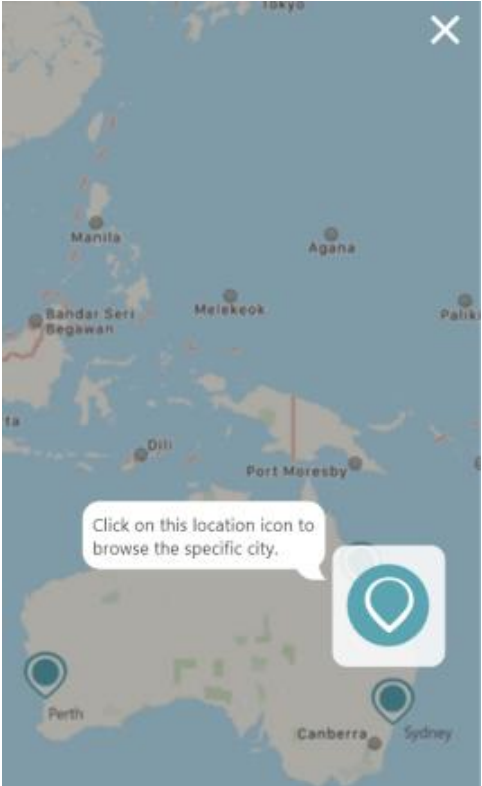 Tokyo
Manila
Agana
Melekeok
Bandar Seri
Begawan
Paliki
ta
Dili
Port Moresby
Click on this location icon to
browse the specific city.
Perth
Canberra
Sydney